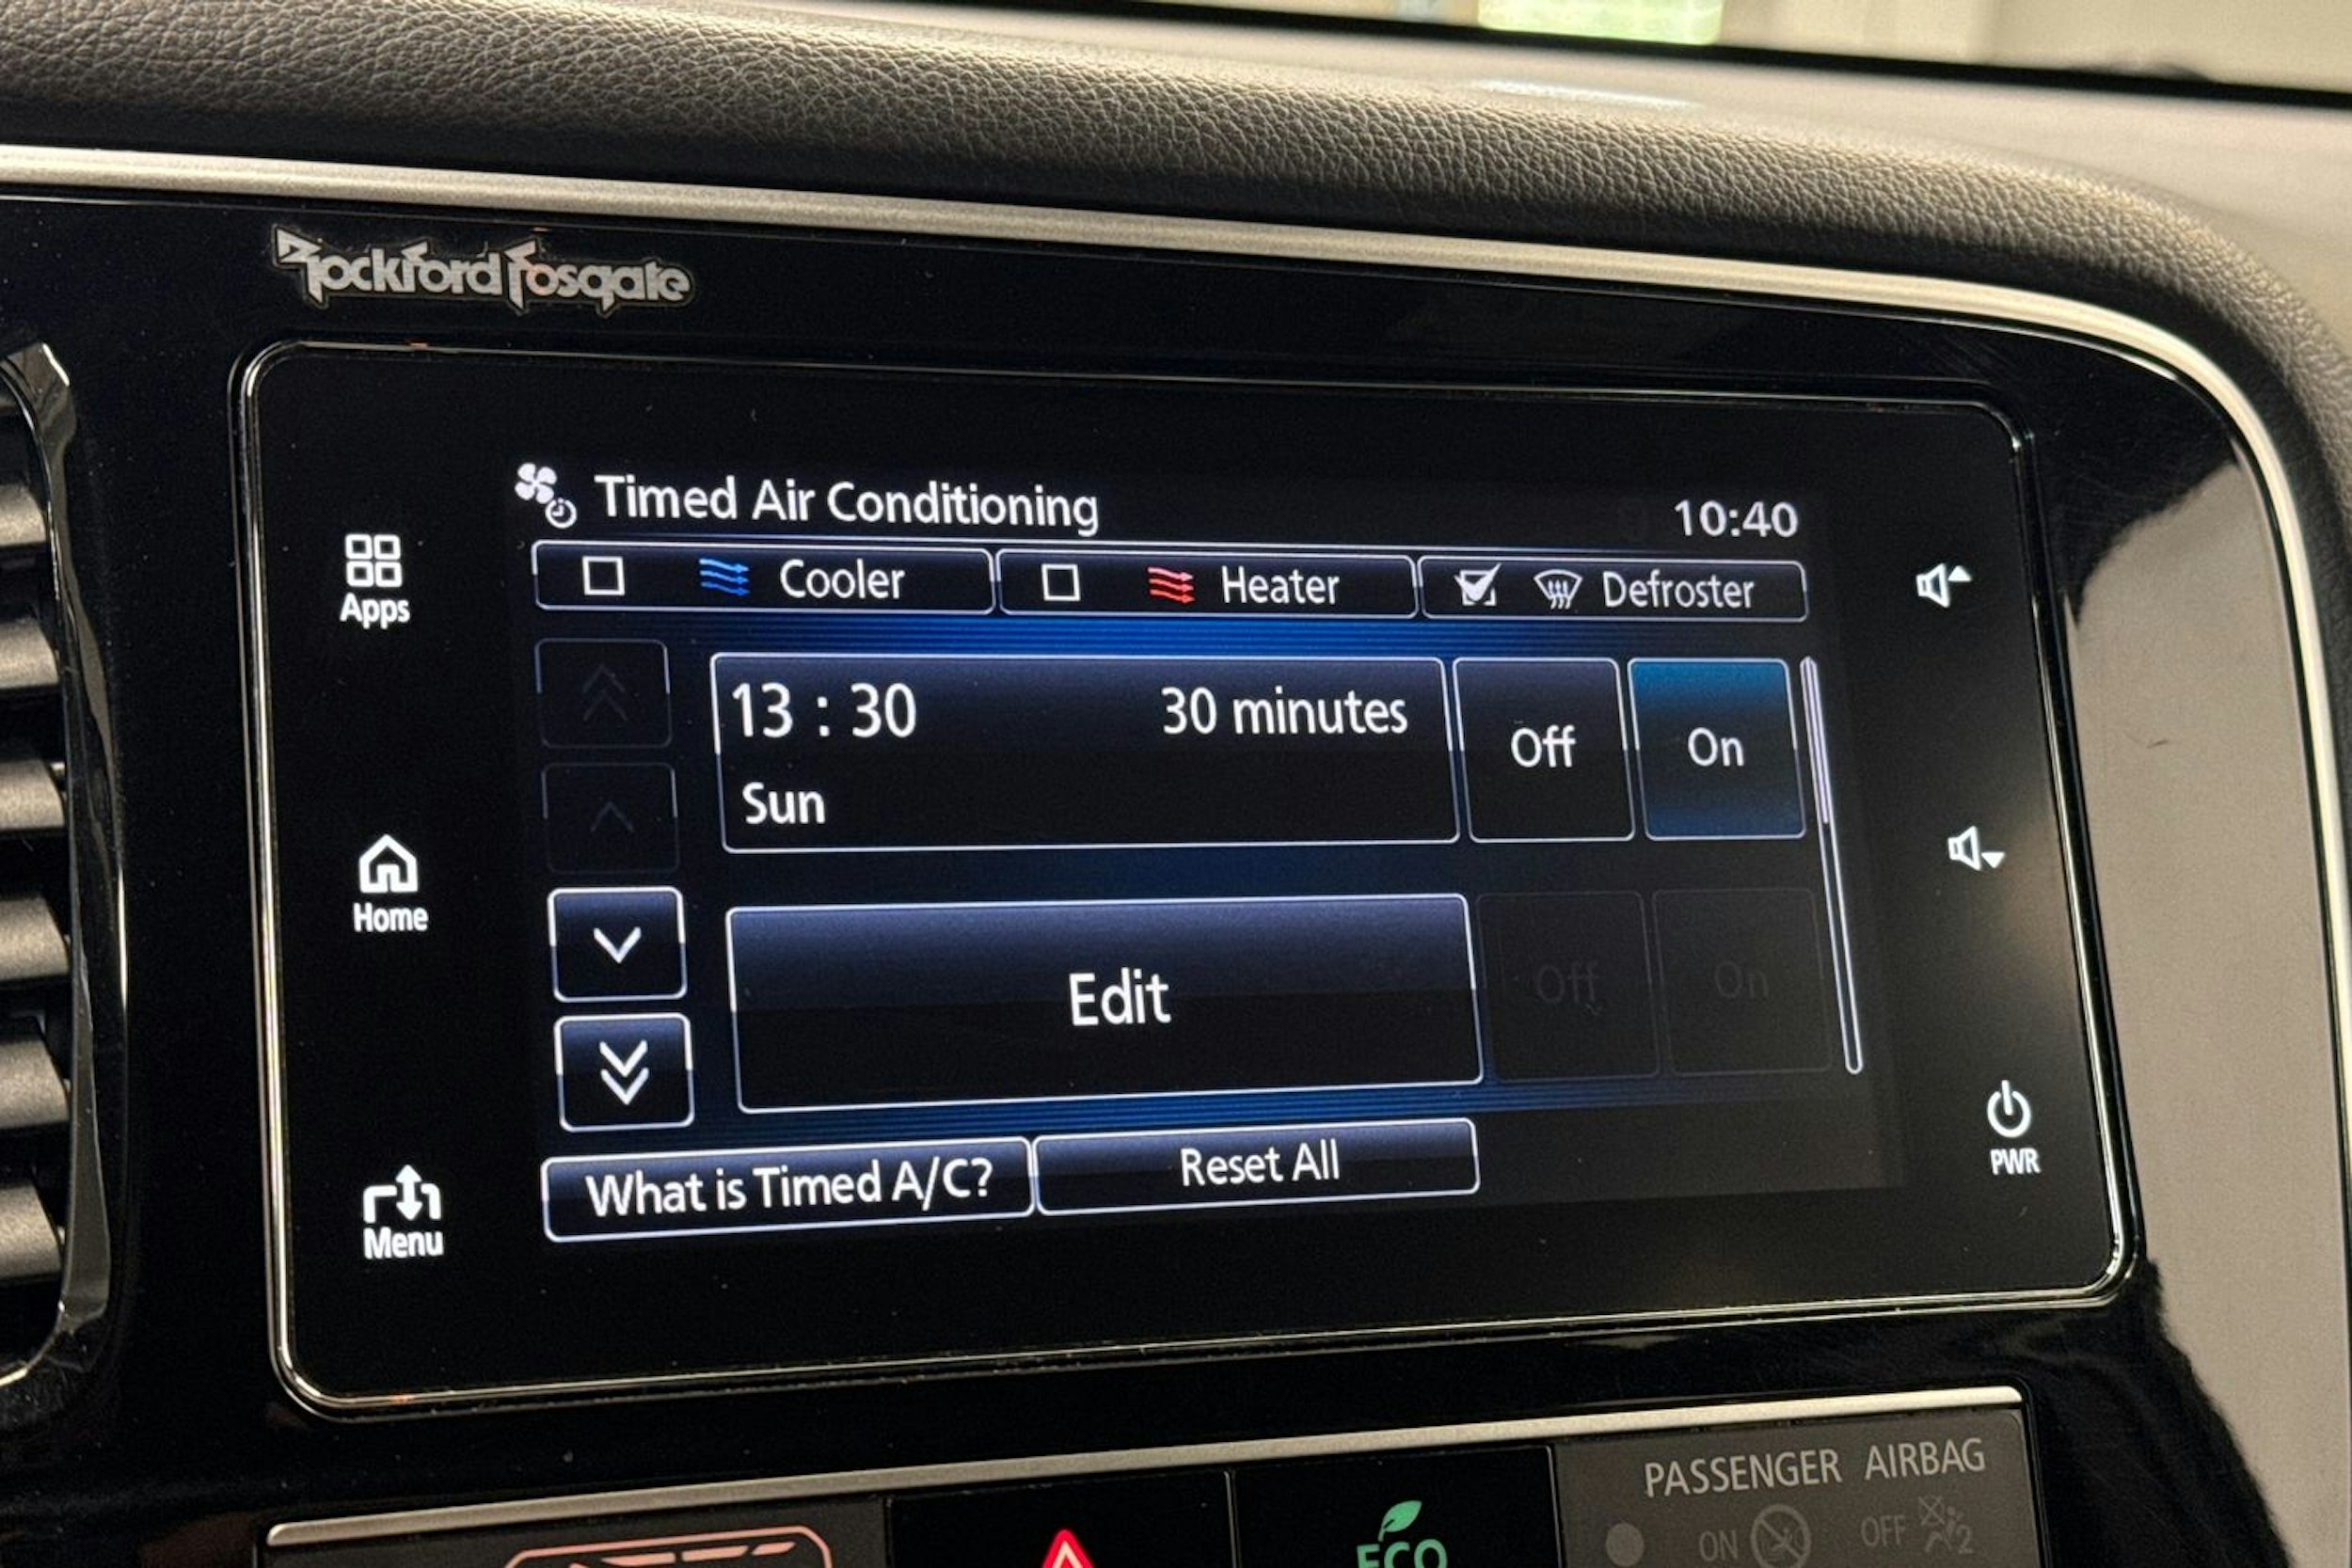 Rockford Fosgate
Timed Air Conditioning
10:40
Apps
Cooler
Heater
Defroster
13 : 30
30 minutes
Off
On
Sun
Home
Edit
Off
On
What is Timed A/C?
Reset All
PWR
Menu
PASSENGER AIRBAG
ECO
ON
OFF
2